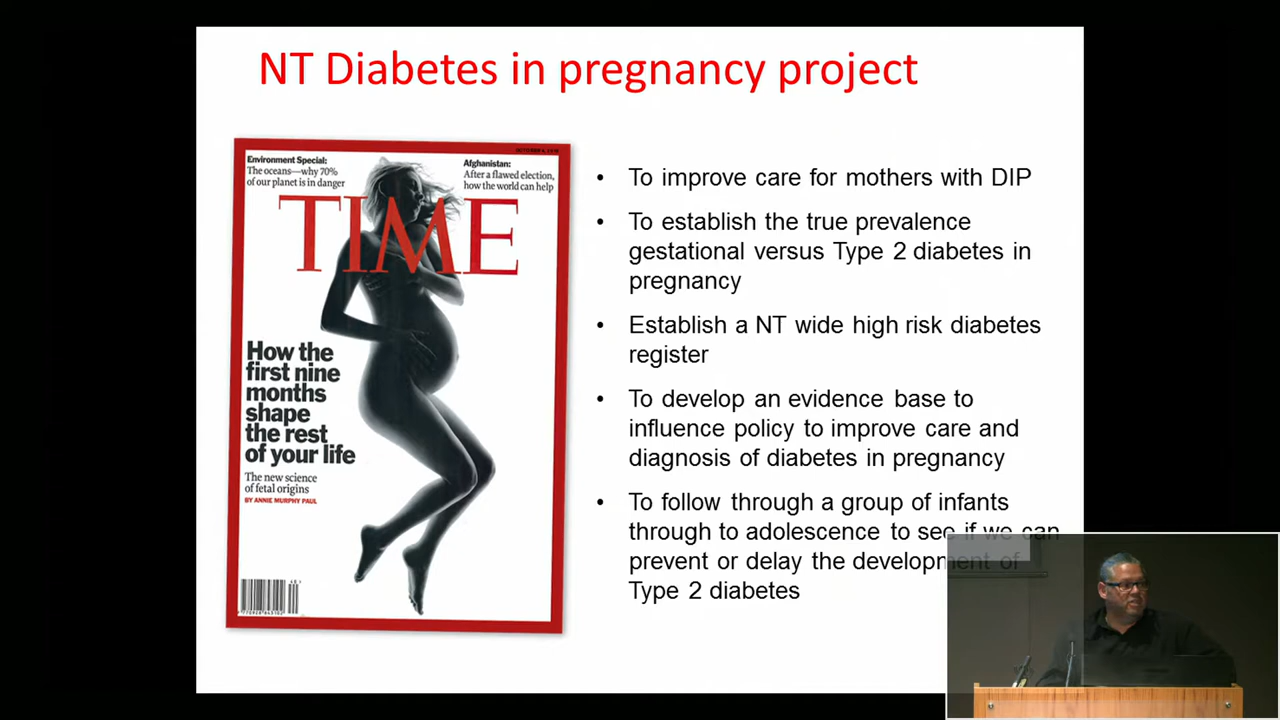 NT Diabetes in pregnancy project
OCTOBER 4, 2010
Environment Special:
The oceans—why 70%
of our planet is in danger
Afghanistan:
After a flawed election,
how the world can help
TIME
How the
first nine
months
shape
the rest
of your life
The new science
of fetal origins
BY ANNIE MURPHY PAUL
• To improve care for mothers with DIP
• To establish the true prevalence
gestational versus Type 2 diabetes in
pregnancy
• Establish a NT wide high risk diabetes
register
• To develop an evidence base to
influence policy to improve care and
diagnosis of diabetes in pregnancy
• To follow through a group of infants
through to adolescence to see if we can
prevent or delay the development of
Type 2 diabetes